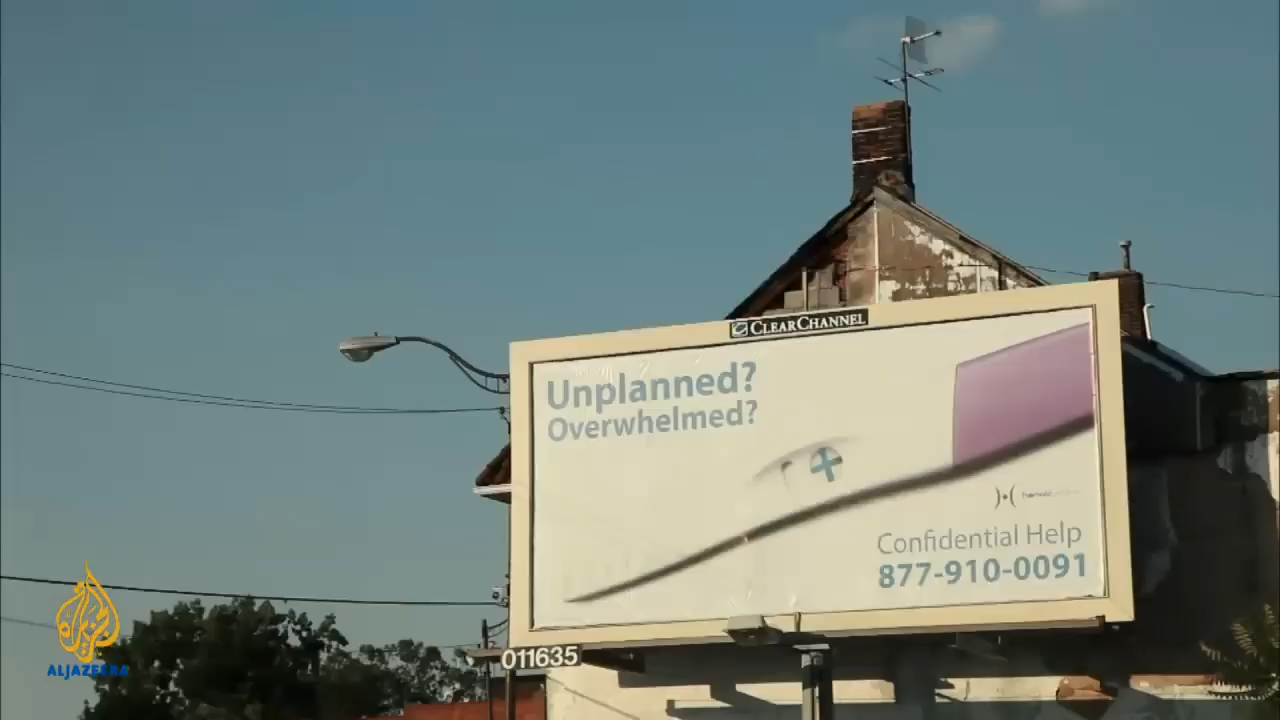 CLEARCHANNEL
Unplanned?
Overwhelmed?
Confidential Help
877-910-0091
011635
ALJAZEERA